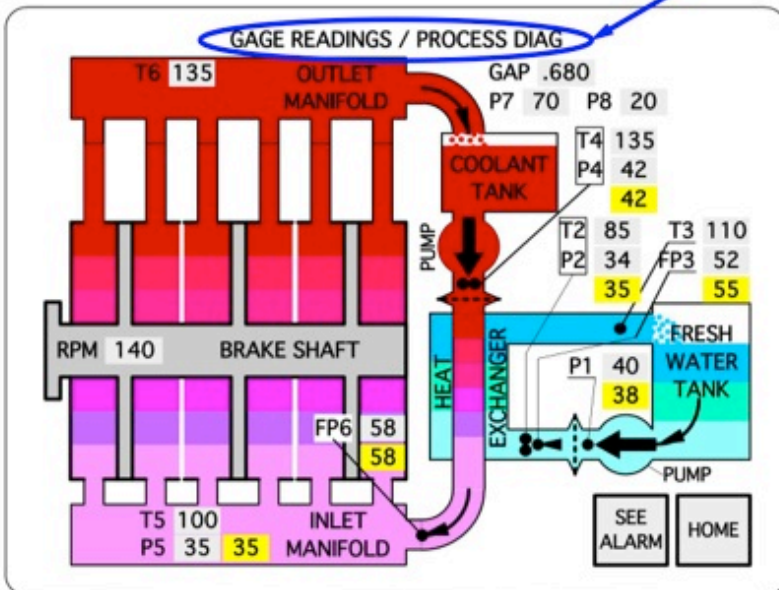 GAGE READINGS / PROCESS DIAG
T6 135
OUTLET
MANIFOLD
GAP .680
P7 70 P8 20
COOLANT
TANK
T4 135
P4 42
42
PUMP
T2 85
P2 34
35
T3 110
FP3 52
55
RPM 140
BRAKE SHAFT
HEAT
EXCHANGER
FRESH
WATER
TANK
P1 40
38
PUMP
FP6 58
58
T5 100
P5 35 35
INLET
MANIFOLD
SEE
ALARM
HOME